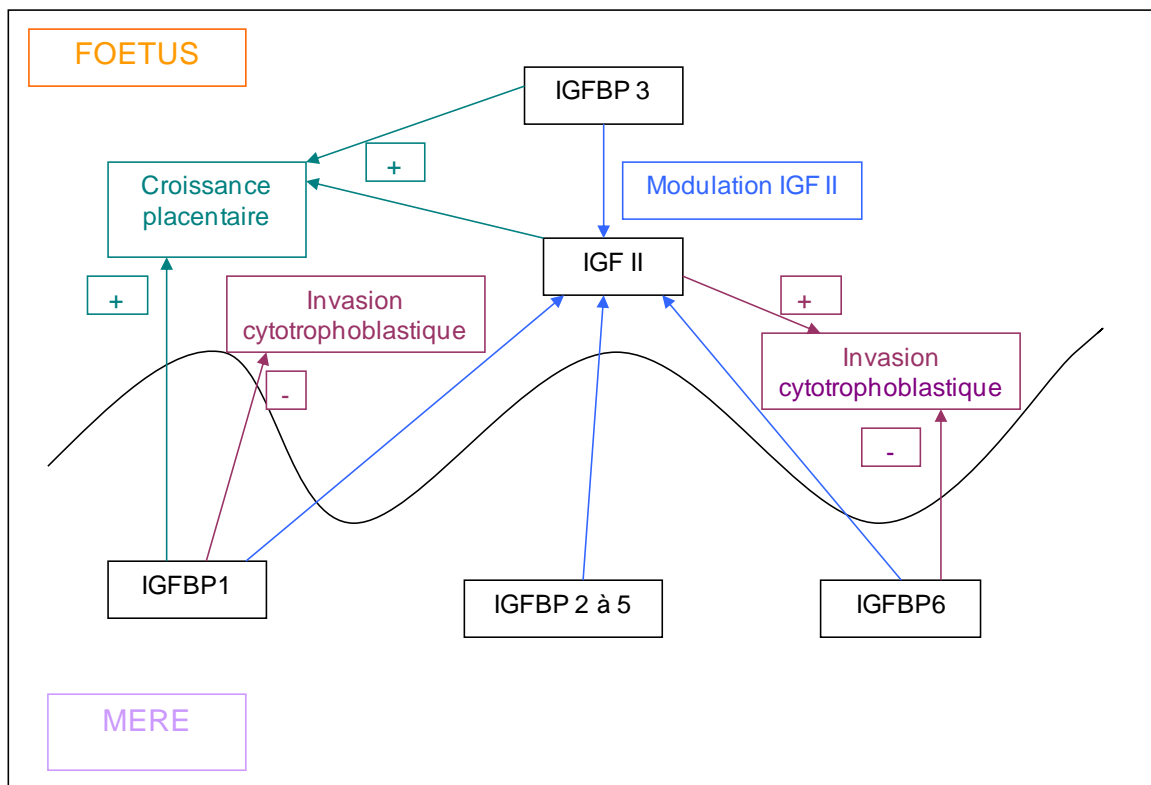 FOETUS
IGFBP 3
+
Croissance
placentaire
Modulation IGF II
IGF II
+
Invasion
cytotrophoblastique
+
Invasion
cytotrophoblastique
-
-
IGFBP1
IGFBP 2 à 5
IGFBP6
MERE